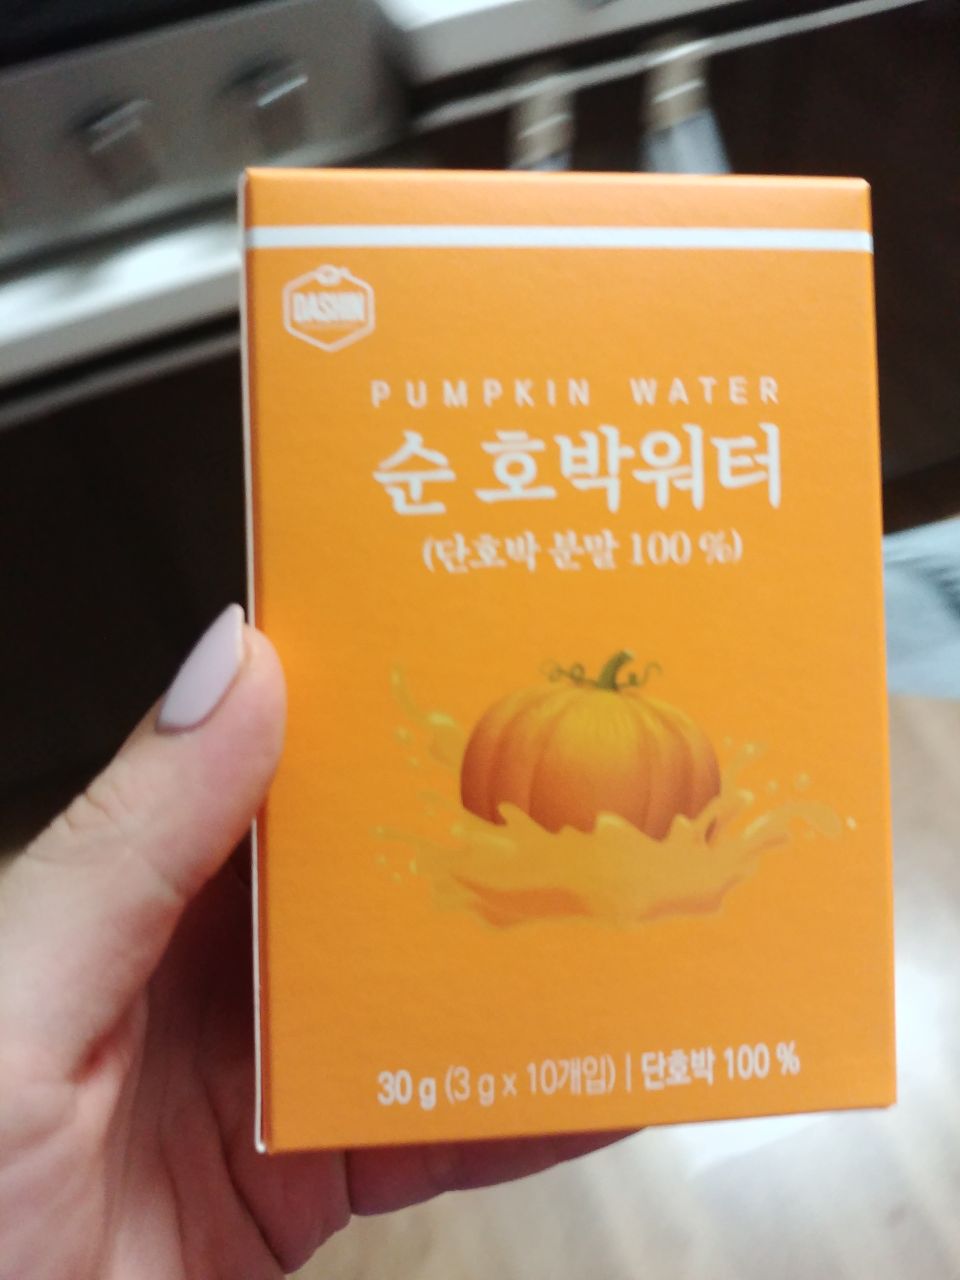 DASHIN
PUMPKIN WATER
순 호박워터
(단호박 분말 100 %)
30 g (3 g x 10개입) | 단호박 100 %